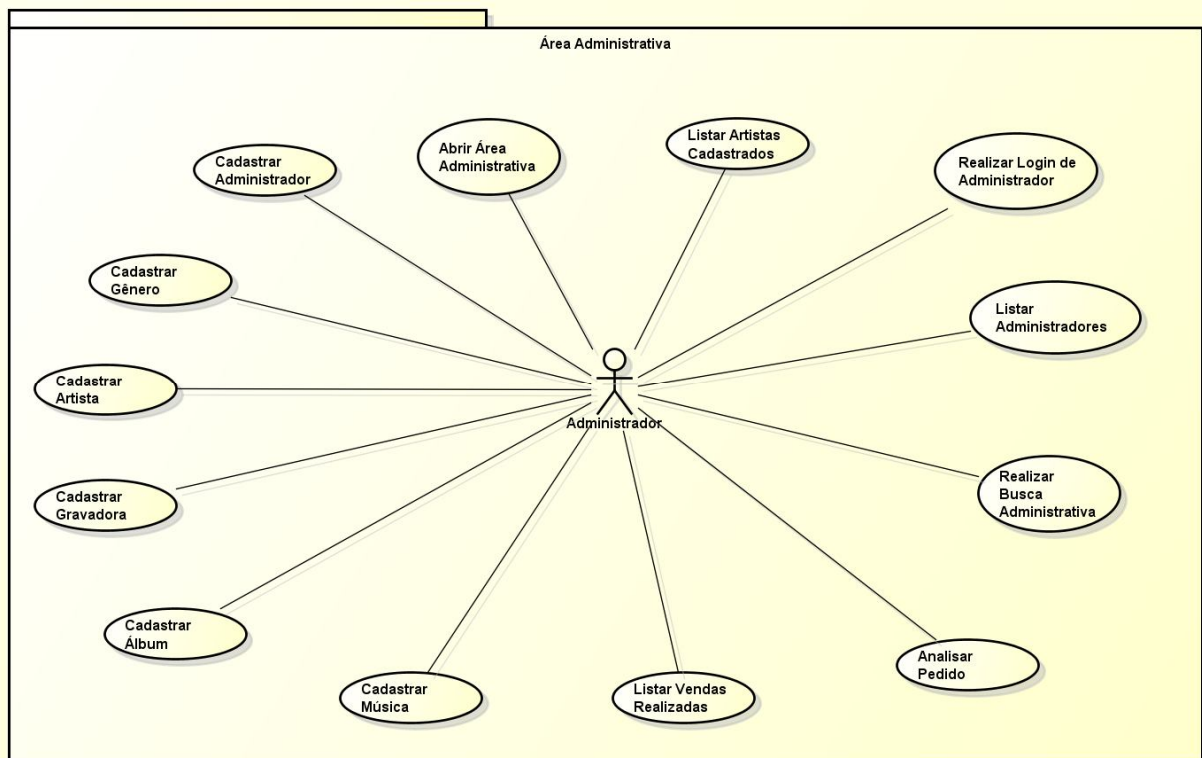 Área Administrativa
Cadastrar
Administrador
Abrir Área
Administrativa
Listar Artistas
Cadastrados
Realizar Login de
Administrador
Cadastrar
Gênero
Listar
Administradores
Cadastrar
Artista
Administrador
Cadastrar
Gravadora
Realizar
Busca
Administrativa
Cadastrar
Álbum
Analisar
Pedido
Cadastrar
Música
Listar Vendas
Realizadas